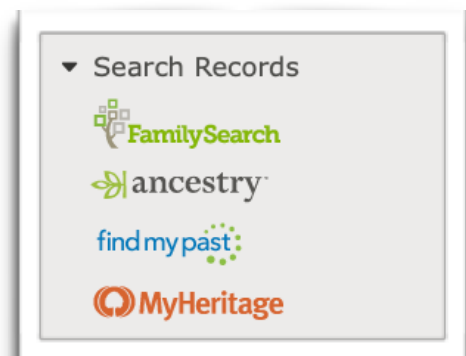 Search Records
FamilySearch
ancestry
findmypast
MyHeritage